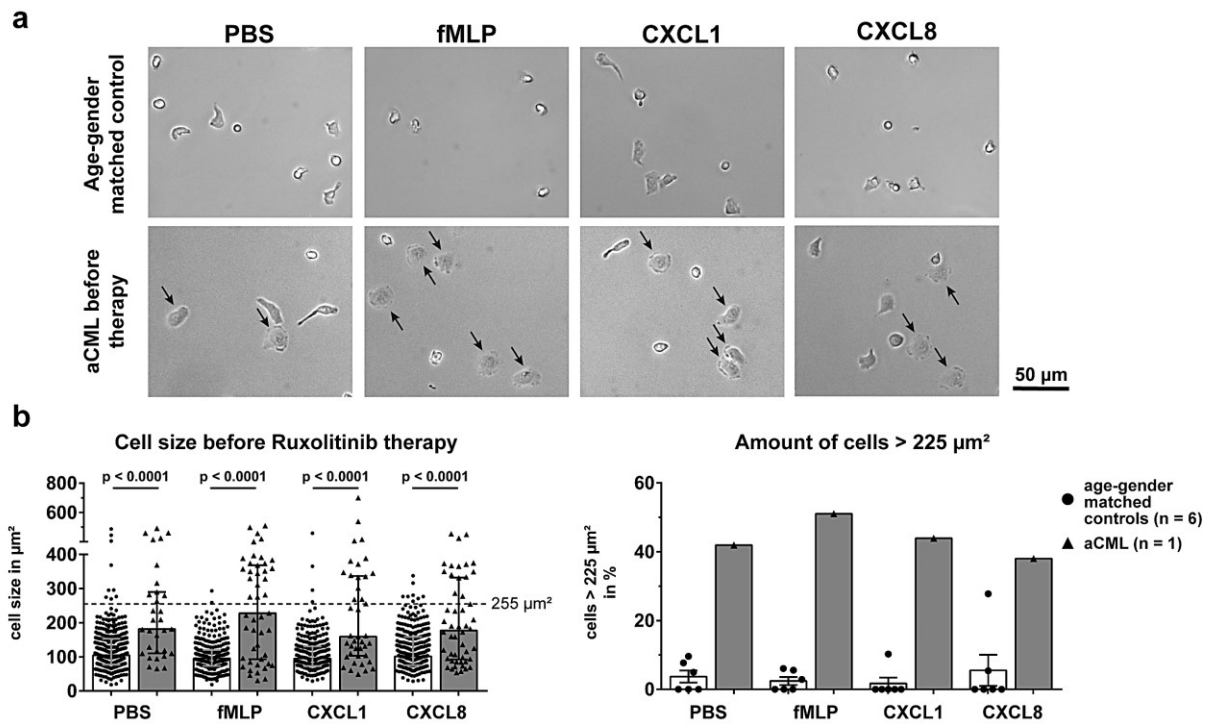 a
PBS
fMLP
CXCL1
CXCL8
Age-gender
matched control
aCML before
therapy
50 µm
b
Cell size before Ruxolitinib therapy
p < 0.0001
p < 0.0001
p < 0.0001
p < 0.0001
cell size in µm²
800
600
400
300
200
100
0
255 µm²
PBS
fMLP
CXCL1
CXCL8
Amount of cells > 225 µm²
cells > 225 µm²
in %
60
40
20
0
PBS
fMLP
CXCL1
CXCL8
age-gender
matched
controls (n = 6)
aCML (n = 1)